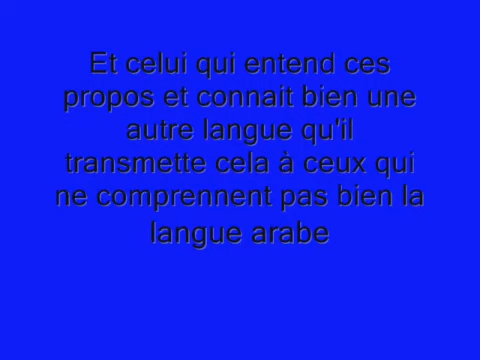 Et celui qui entend ces
propos et connait bien une
autre langue qu'il
transmette cela à ceux qui
ne comprennent pas bien la
langue arabe